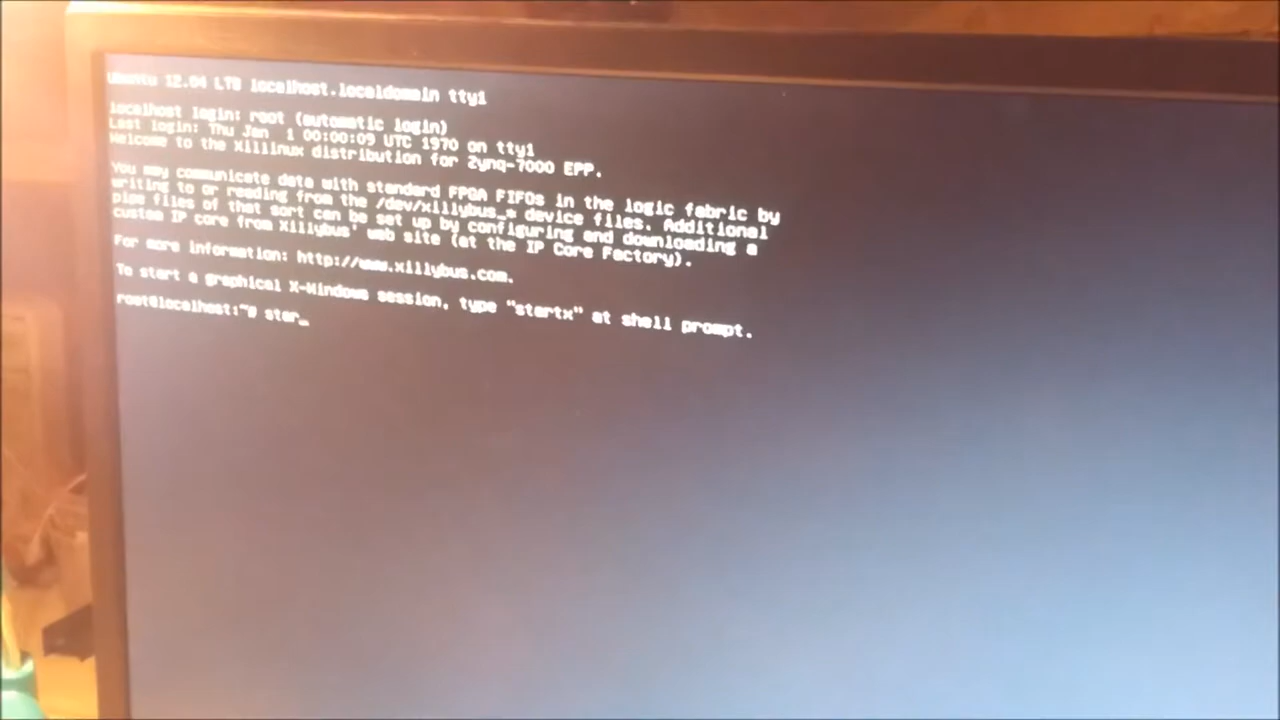 Ubuntu 12.04 LTS localhost.localdomain tty1
localhost login: root (automatic login)
Last login: Thu Jan  1 00:00:09 UTC 1970 on tty1
Welcome to the Xillinux distribution for Zynq-7000 EPP.
You may communicate data with standard FPGA FIFOs in the logic fabric by
writing to or reading from the /dev/xillybus_* device files. Additional
pipe files of that sort can be set up by configuring and downloading a
custom IP core from Xillybus' web site (at the IP Core Factory).
For more information: http://www.xillybus.com.
To start a graphical X-Windows session, type "startx" at shell prompt.
root@localhost:~# star_